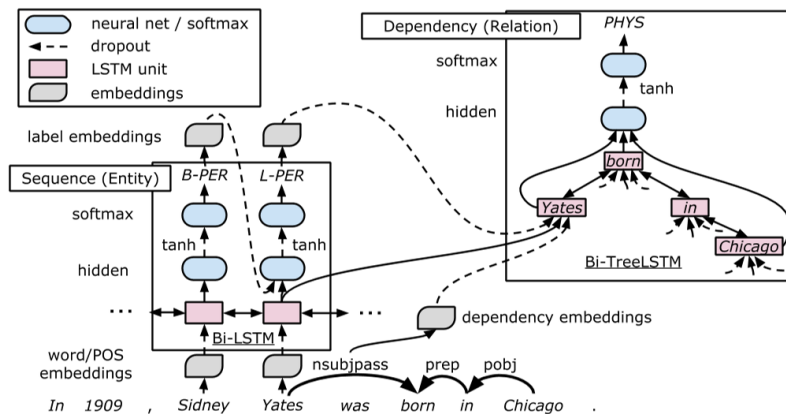 neural net / softmax
dropout
LSTM unit
embeddings
Dependency (Relation)
PHYS
softmax
tanh
hidden
born
Yates
in
Chicago
Bi-TreeLSTM
label embeddings
Sequence (Entity)
B-PER L-PER
softmax
tanh tanh
hidden
... ...
Bi-LSTM
dependency embeddings
word/POS
embeddings
nsubjpass prep pobj
In 1909 , Sidney Yates was born in Chicago .